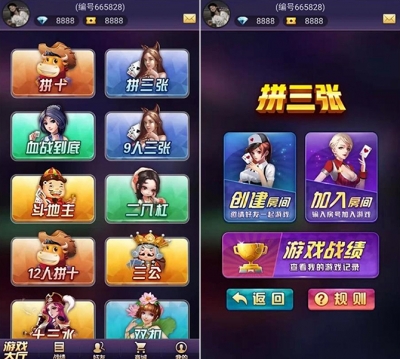 (编号665828)
8888
8888
拼十
拼三张
血战到底
9人三张
斗地主
二八杠
12人拼十
三公
十三水
双扣
游戏大厅
战绩
好友
商城
我的
(编号665828)
8888
8888
拼三张
创建房间
邀请好友一起游戏
加入房间
输入房号加入游戏
游戏战绩
查看我的游戏记录
返回
? 规则